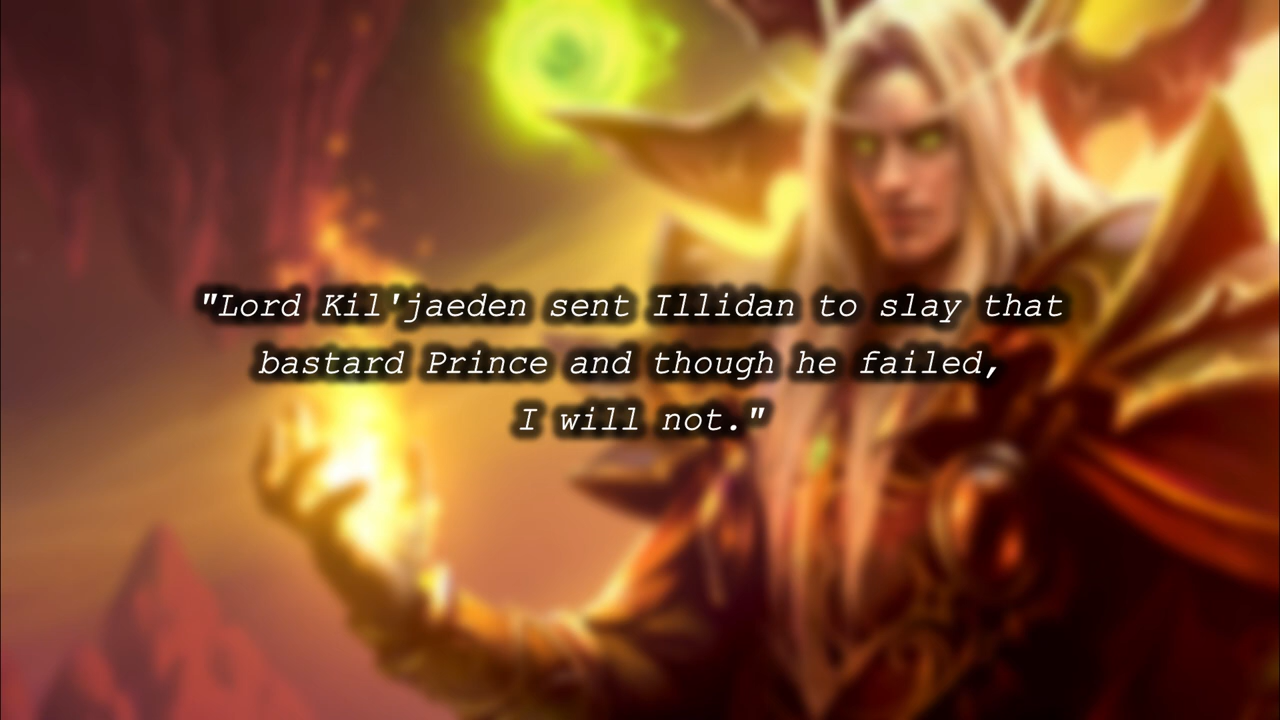 "Lord Kil'jaeden sent Illidan to slay that
bastard Prince and though he failed,
I will not."